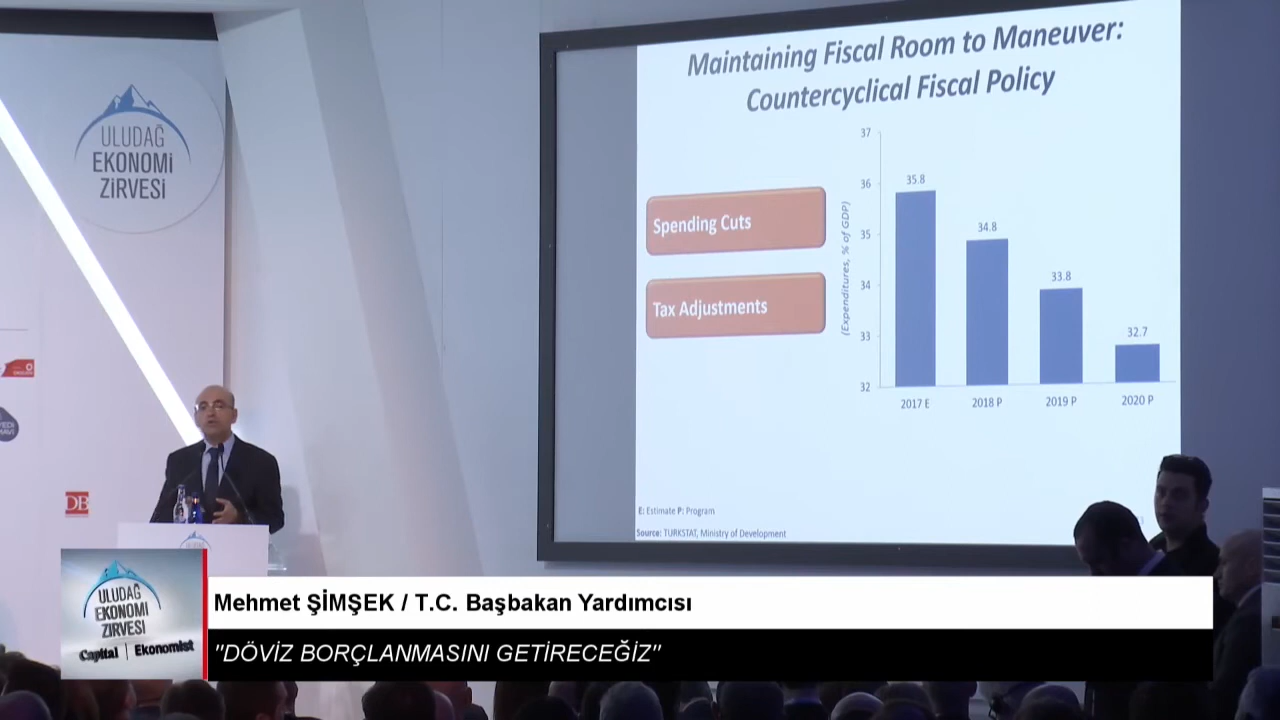 ULUDAĞ
EKONOMİ
ZİRVESİ
DB
Maintaining Fiscal Room to Maneuver:
Countercyclical Fiscal Policy
Spending Cuts
Tax Adjustments
(Expenditures, % of GDP)
37
36
35
34
33
32
35.8
34.8
33.8
32.7
2017 E
2018 P
2019 P
2020 P
E: Estimate P: Program
Source: TURKSTAT, Ministry of Development
ULUDAĞ
EKONOMİ
ZIRVESİ
Capital | Ekonomist
Mehmet ŞİMŞEK / T.C. Başbakan Yardımcısı
"DÖVİZ BORÇLANMASINI GETİRECEĞİZ"